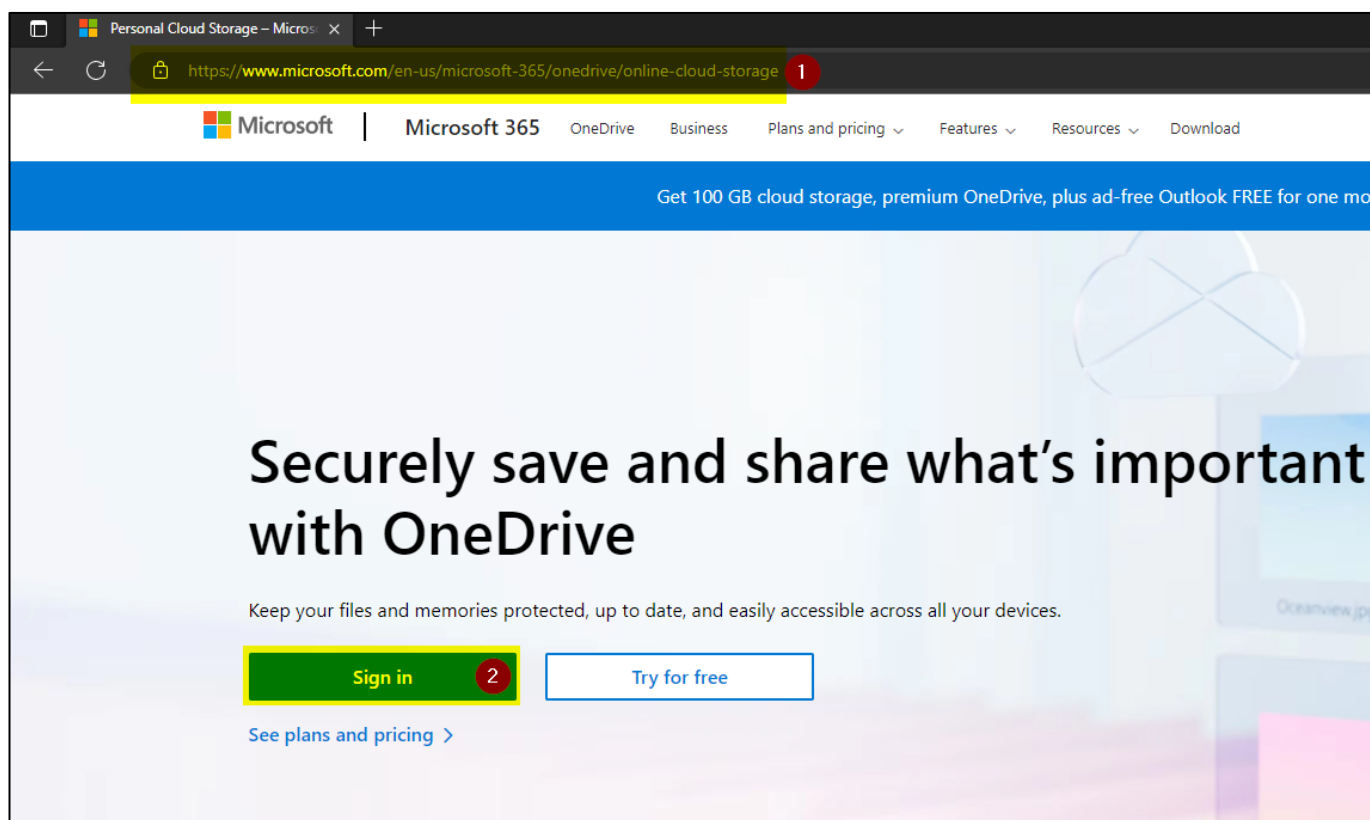 Personal Cloud Storage – Micros
https://www.microsoft.com/en-us/microsoft-365/onedrive/online-cloud-storage 1
Microsoft | Microsoft 365 OneDrive Business Plans and pricing Features Resources Download
Get 100 GB cloud storage, premium OneDrive, plus ad-free Outlook FREE for one mo
Securely save and share what's important
with OneDrive
Oceanview.jp
Keep your files and memories protected, up to date, and easily accessible across all your devices.
Sign in 2 Try for free
See plans and pricing